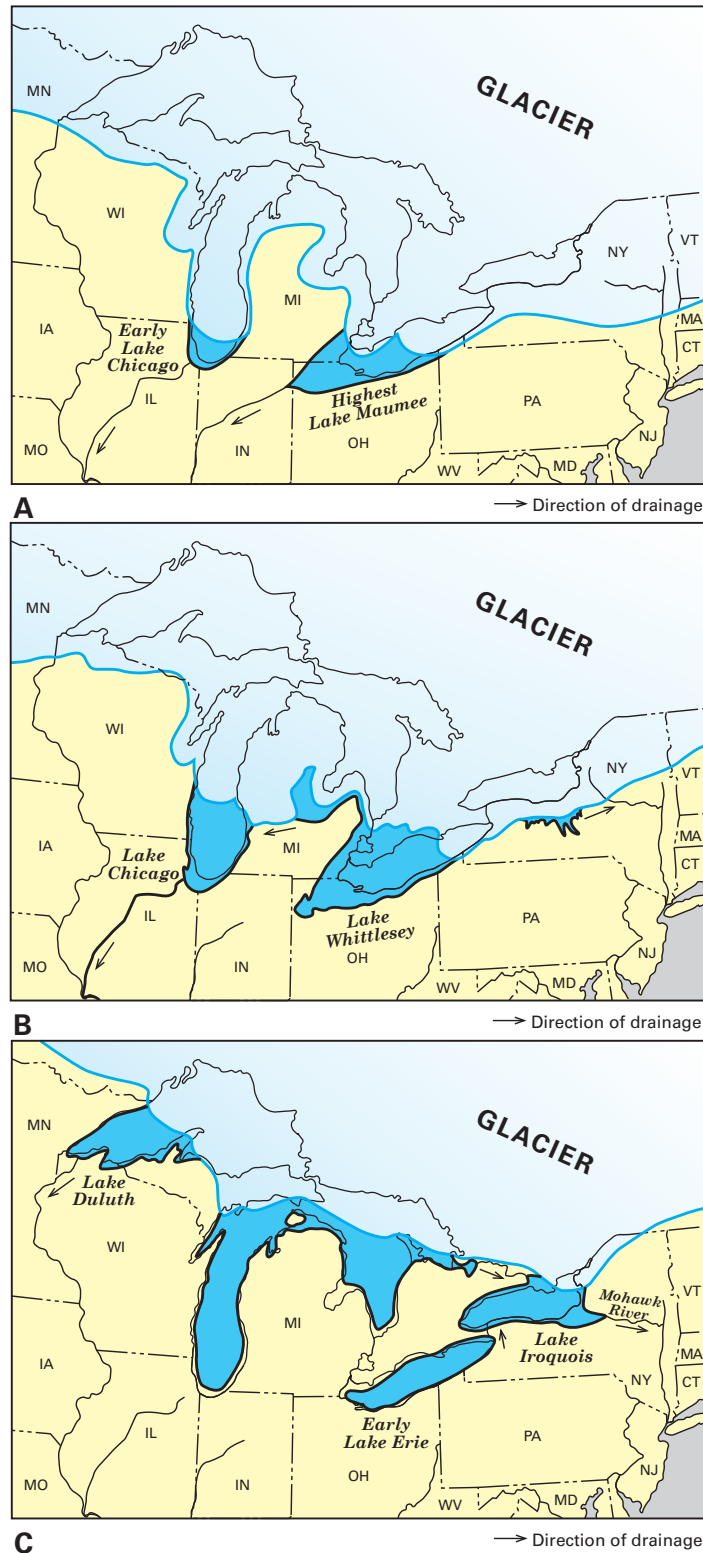 GLACIER
MN
WI
NY
VT
MI
IA
Early
Lake
Chicago
MA
CT
Highest
Lake Maumee
IL
PA
MO
IN
OH
NJ
WV
MD
A
→ Direction of drainage
GLACIER
MN
WI
NY
VT
IA
MI
MA
CT
Lake
Chicago
IL
Lake
Whittlesey
PA
OH
MO
IN
NJ
WV
MD
B
→ Direction of drainage
GLACIER
MN
Lake
Duluth
WI
Mohawk
River
VT
MI
Lake
Iroquois
MA
IA
NY
CT
Early
Lake Erie
IL
PA
MO
IN
OH
NJ
WV
MD
C
→ Direction of drainage